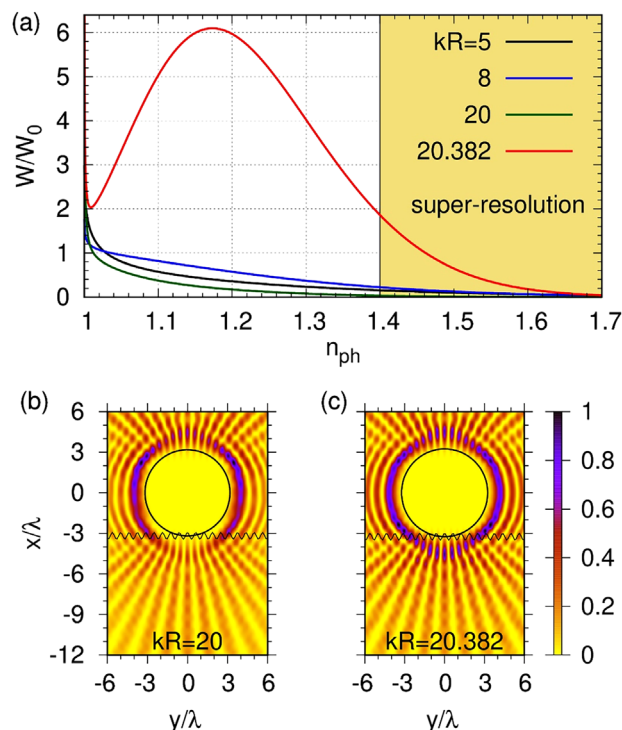 (a)
6
5
4
3
2
1
0
W/W0
kR=5
8
20
20.382
super-resolution
1 1.1 1.2 1.3 1.4 1.5 1.6 1.7
nph
(b) (c)
6
3
0
-3
-6
-9
-12
x/λ
kR=20 kR=20.382
-6 -3 0 3 6 -6 -3 0 3 6
y/λ y/λ
1
0.8
0.6
0.4
0.2
0